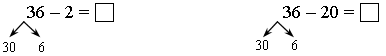 36 – 2 = □
30 6
36 – 20 = □
30 6